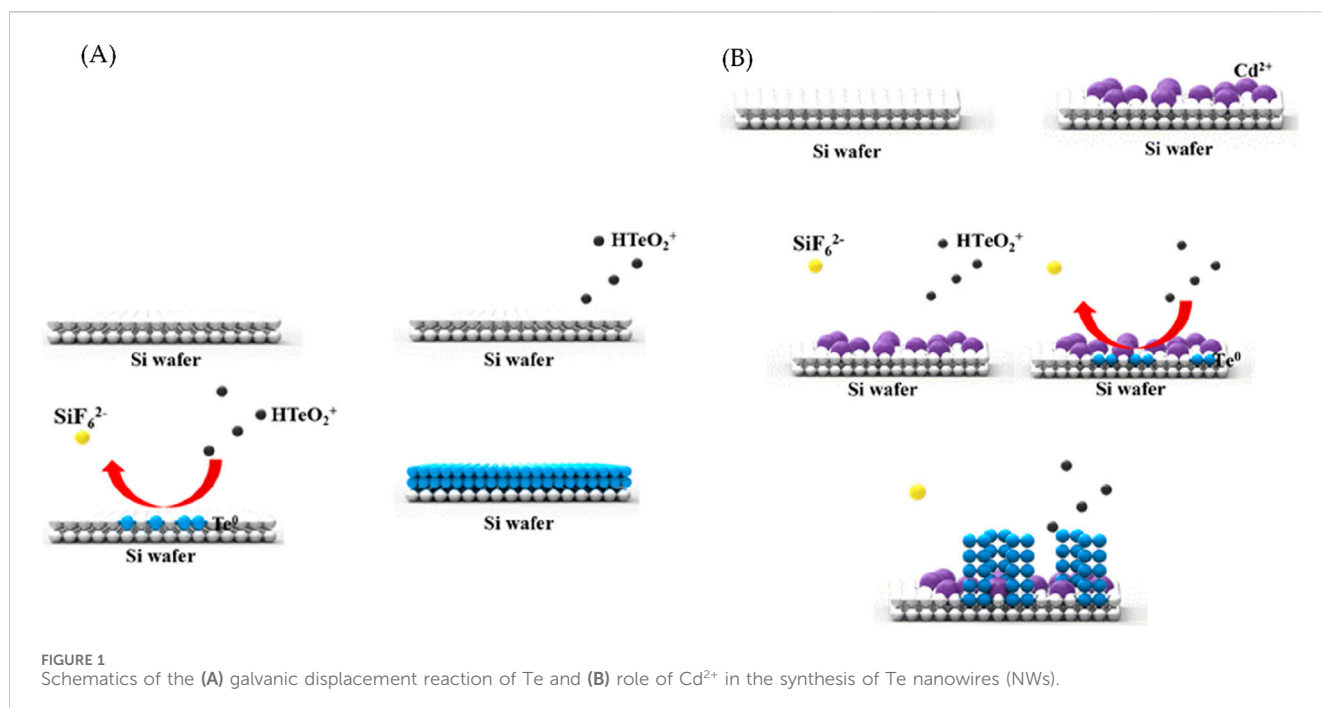 (A)
HTeO₂⁺
Si wafer
Si wafer
SiF₆²⁻
HTeO₂⁺
Te⁰
Si wafer
Si wafer
(B)
Cd²⁺
Si wafer
Si wafer
SiF₆²⁻
HTeO₂⁺
Te⁰
Si wafer
Si wafer
FIGURE 1
Schematics of the (A) galvanic displacement reaction of Te and (B) role of Cd²⁺ in the synthesis of Te nanowires (NWs).